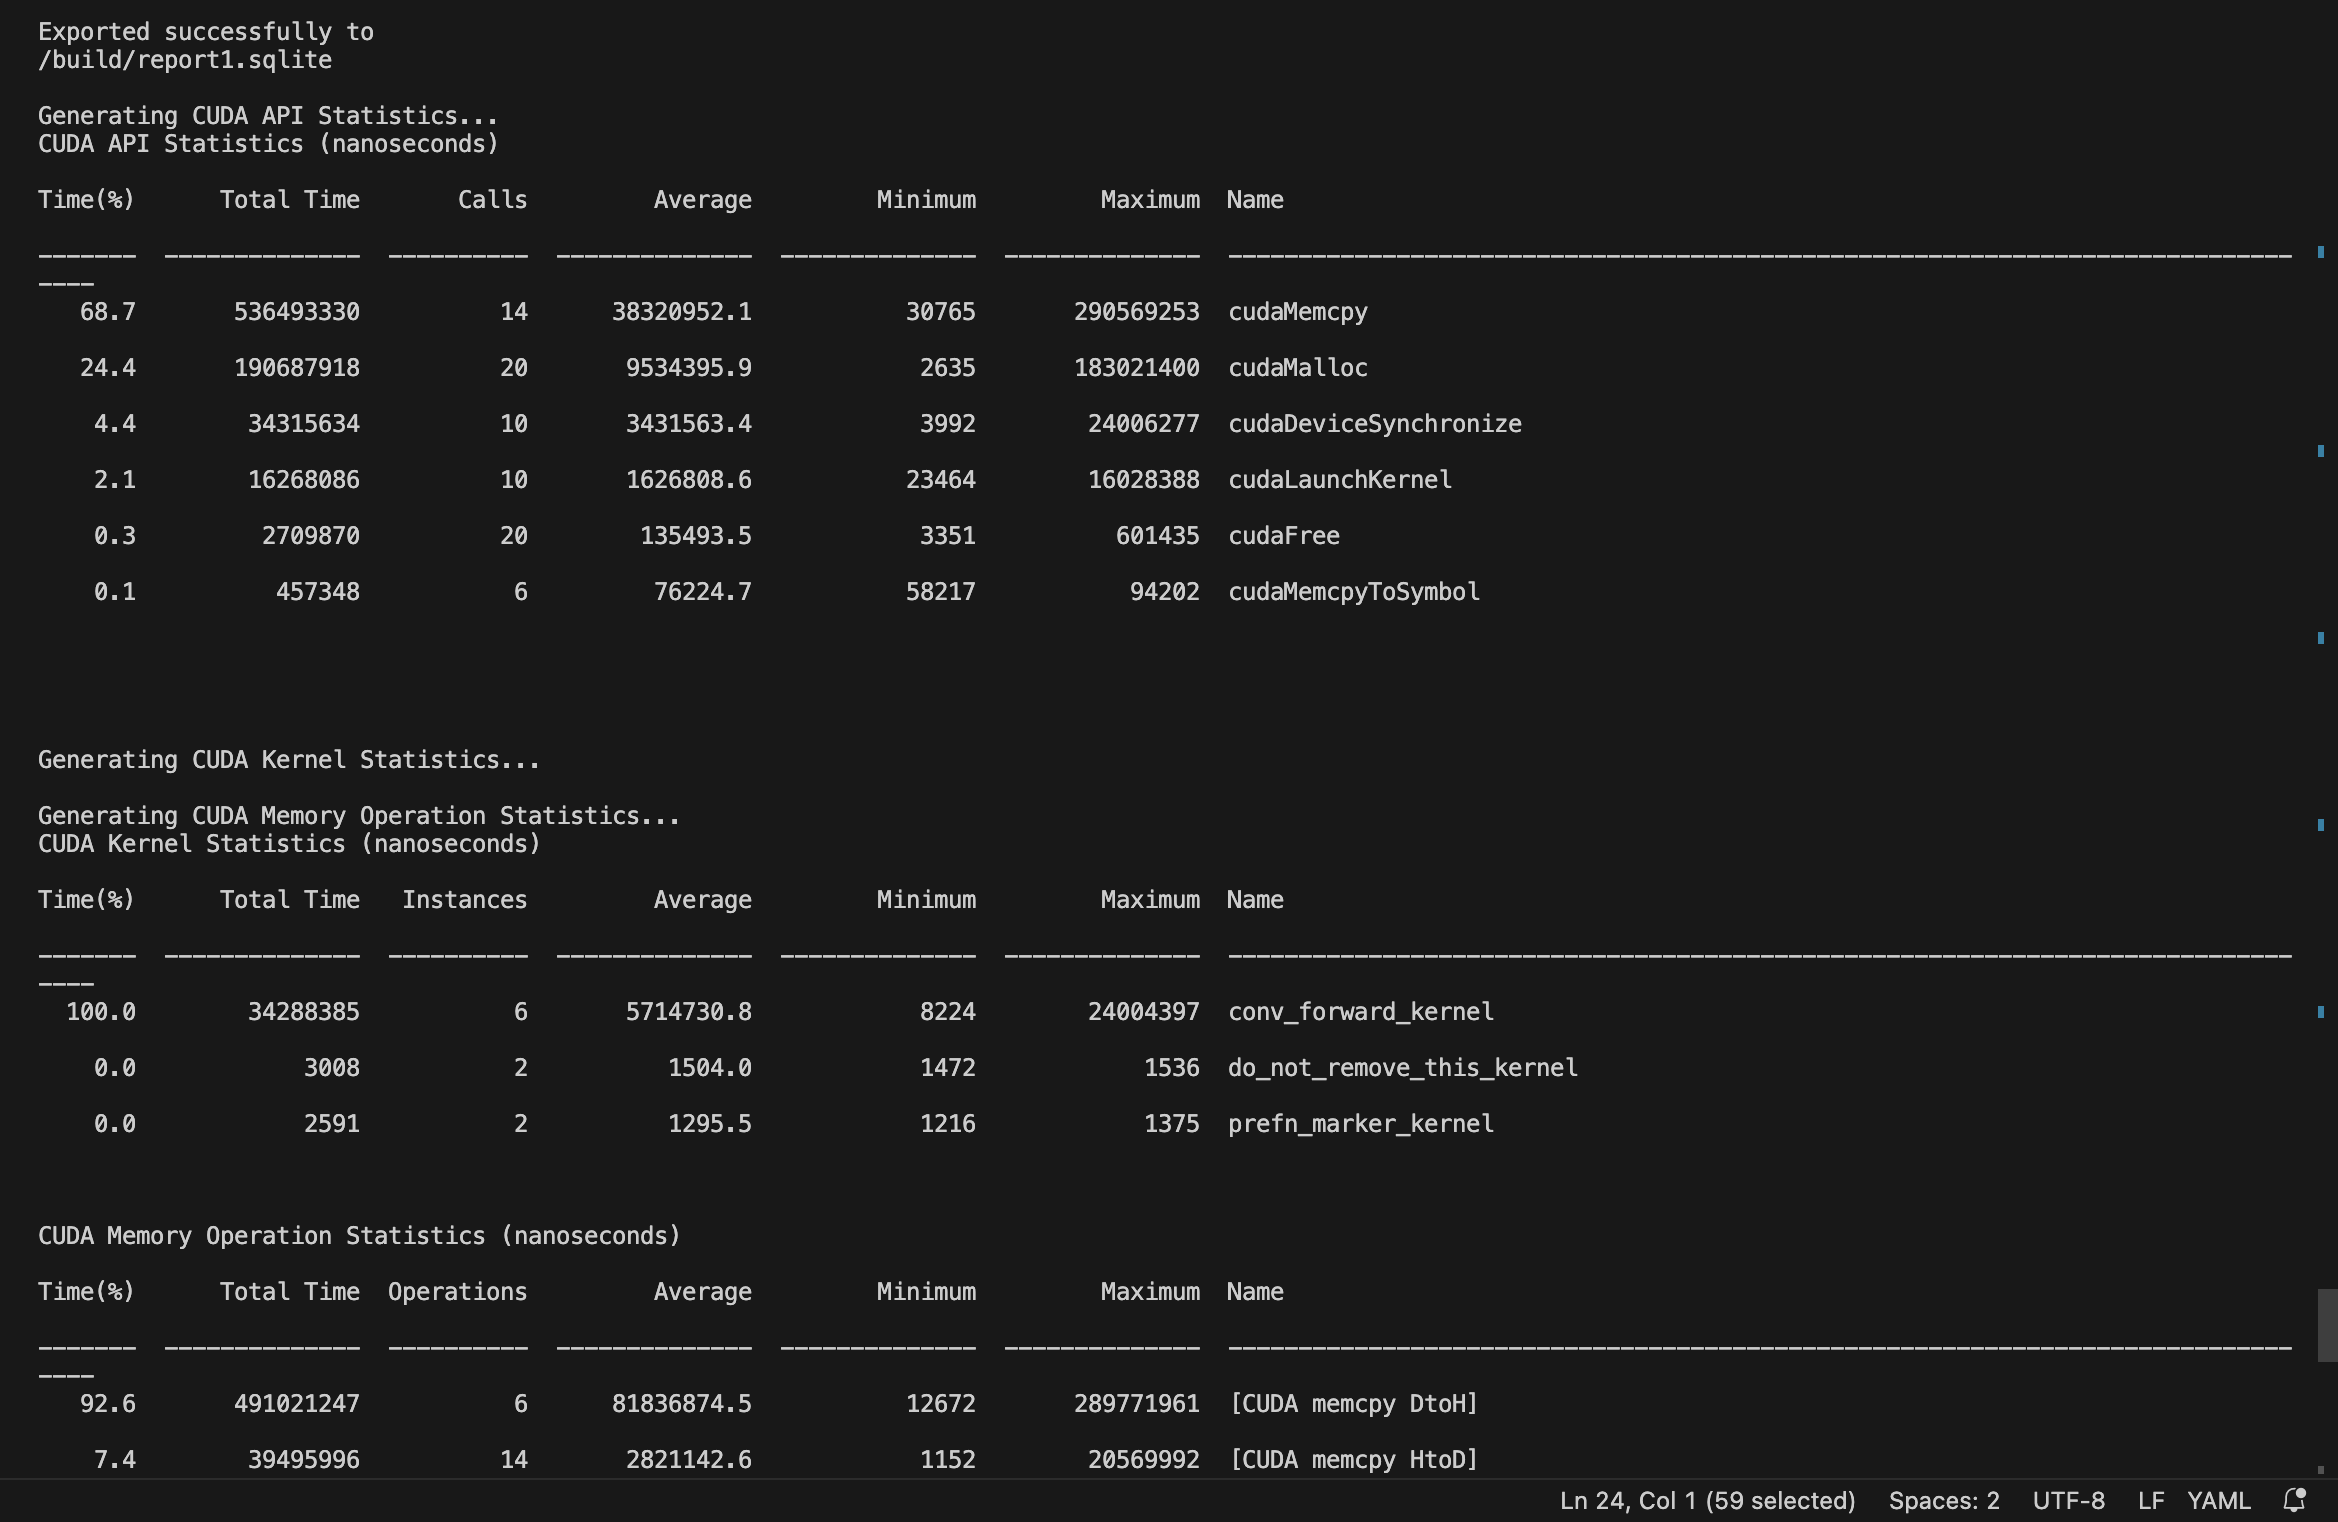 Exported successfully to
/build/report1.sqlite
Generating CUDA API Statistics...
CUDA API Statistics (nanoseconds)
Time(%) Total Time Calls Average Minimum Maximum Name
------- -------------- ---------- -------------- -------------- -------------- ----------------------------------------------------------------------------
----
68.7 536493330 14 38320952.1 30765 290569253 cudaMemcpy
24.4 190687918 20 9534395.9 2635 183021400 cudaMalloc
4.4 34315634 10 3431563.4 3992 24006277 cudaDeviceSynchronize
2.1 16268086 10 1626808.6 23464 16028388 cudaLaunchKernel
0.3 2709870 20 135493.5 3351 601435 cudaFree
0.1 457348 6 76224.7 58217 94202 cudaMemcpyToSymbol
Generating CUDA Kernel Statistics...
Generating CUDA Memory Operation Statistics...
CUDA Kernel Statistics (nanoseconds)
Time(%) Total Time Instances Average Minimum Maximum Name
------- -------------- ---------- -------------- -------------- -------------- ----------------------------------------------------------------------------
----
100.0 34288385 6 5714730.8 8224 24004397 conv_forward_kernel
0.0 3008 2 1504.0 1472 1536 do_not_remove_this_kernel
0.0 2591 2 1295.5 1216 1375 prefn_marker_kernel
CUDA Memory Operation Statistics (nanoseconds)
Time(%) Total Time Operations Average Minimum Maximum Name
------- -------------- ---------- -------------- -------------- -------------- ----------------------------------------------------------------------------
----
92.6 491021247 6 81836874.5 12672 289771961 [CUDA memcpy DtoH]
7.4 39495996 14 2821142.6 1152 20569992 [CUDA memcpy HtoD]
Ln 24, Col 1 (59 selected) Spaces: 2 UTF-8 LF YAML